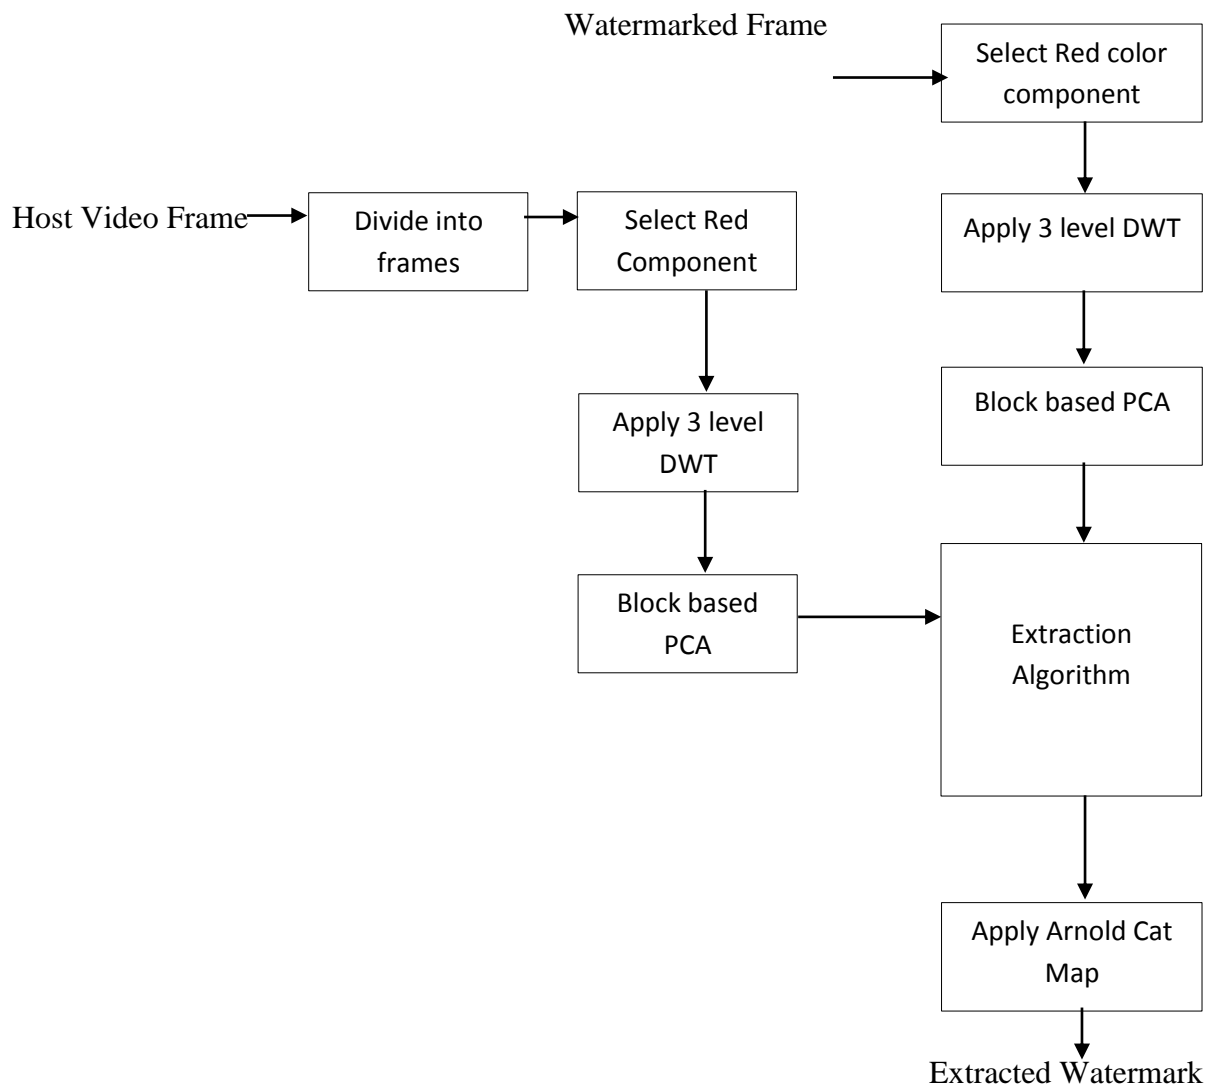 Watermarked Frame
Select Red color
component
Host Video Frame
Divide into
frames
Select Red
Component
Apply 3 level DWT
Apply 3 level
DWT
Block based PCA
Block based
PCA
Extraction
Algorithm
Apply Arnold Cat
Map
Extracted Watermark